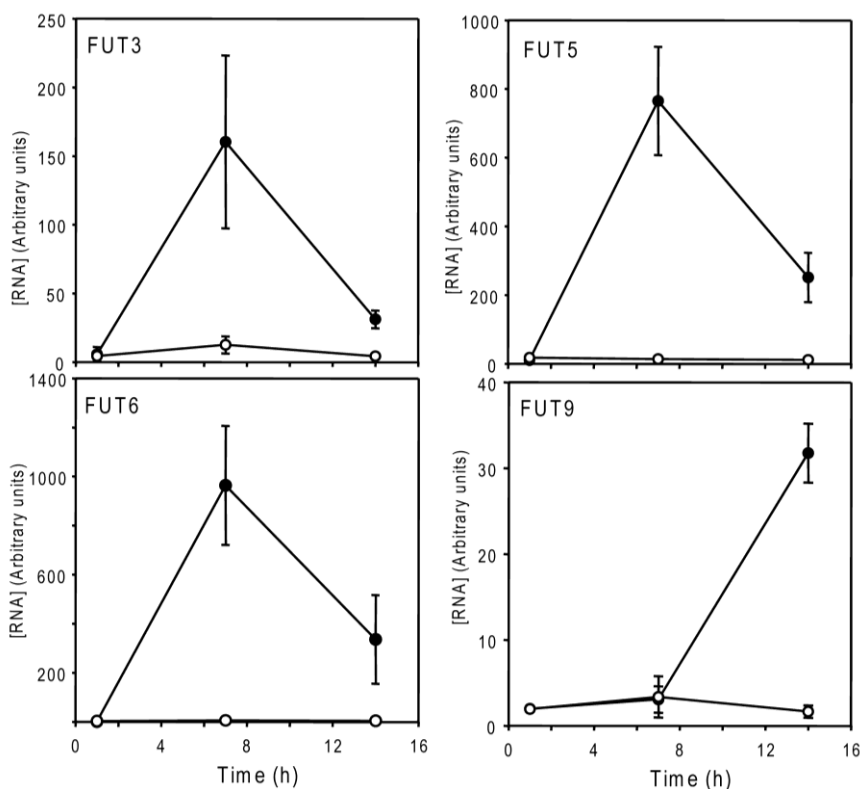 FUT3
[RNA] (Arbitrary units)
250
200
150
100
50
0
FUT5
[RNA] (Arbitrary units)
1000
800
600
400
200
0
FUT6
[RNA] (Arbitrary units)
1400
1000
600
200
0 4 8 12 16
Time (h)
FUT9
[RNA] (Arbitrary units)
40
30
20
10
0
0 4 8 12 16
Time (h)